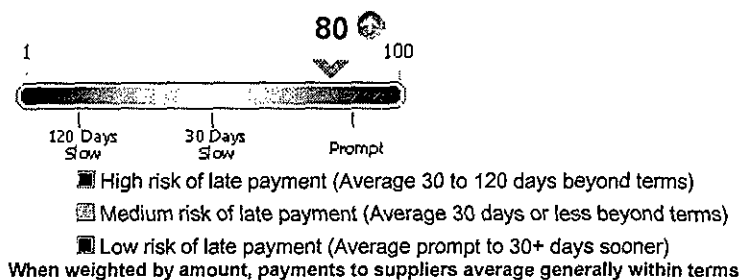 80
1 100
120 Days Slow 30 Days Slow Prompt
High risk of late payment (Average 30 to 120 days beyond terms)
Medium risk of late payment (Average 30 days or less beyond terms)
Low risk of late payment (Average prompt to 30+ days sooner)
When weighted by amount, payments to suppliers average generally within terms